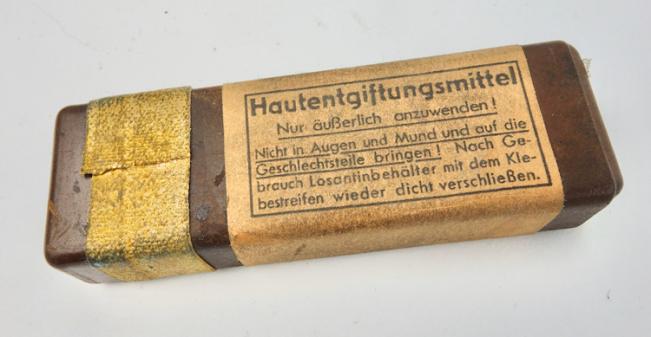 Hautentgiftungsmittel
Nur äußerlich anzuwenden!
Nicht in Augen und Mund und auf die
Geschlechtsteile bringen! Nach Ge-
brauch Losantinbehälter mit dem Kle-
bestreifen wieder dicht verschließen.